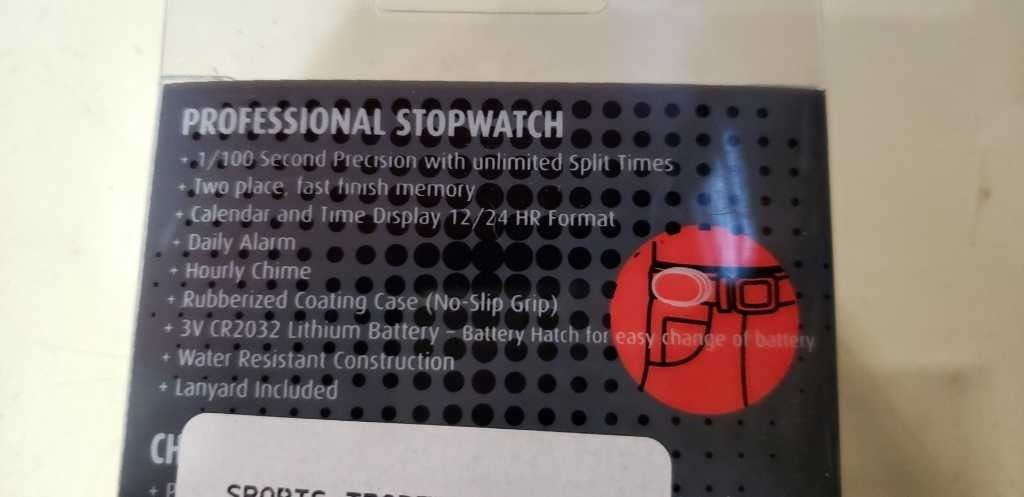 PROFESSIONAL STOPWATCH
+ 1/100 Second Precision with unlimited Split Times
+ Two place, fast finish memory
+ Calendar and Time Display 12/24 HR Format
+ Daily Alarm
+ Hourly Chime
+ Rubberized Coating Case (No-Slip Grip)
+ 3V CR2032 Lithium Battery – Battery Hatch for easy change of battery
+ Water Resistant Construction
+ Lanyard Included
CH
+ P
SPORTS